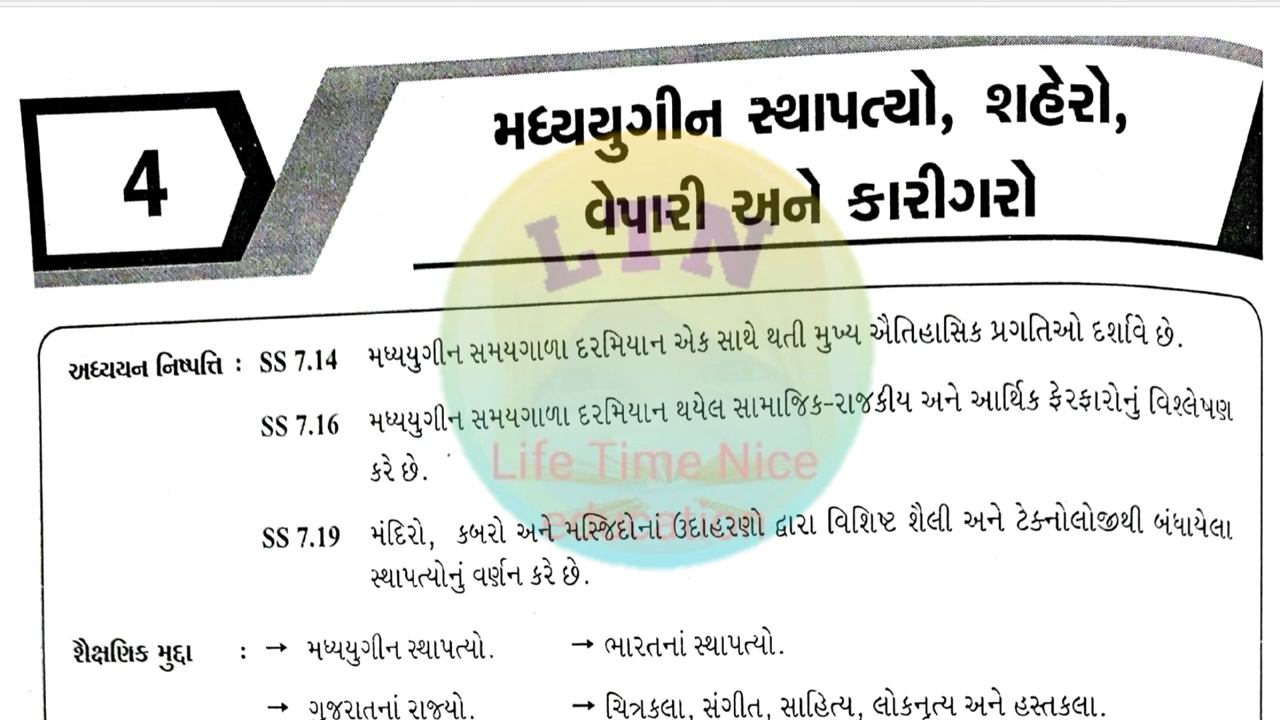 4
મધ્યયુગીન સ્થાપત્યો, શહેરો,
વેપારી અને કારીગરો
LTN
Life Time Nice
education
અધ્યયન નિષ્પત્તિ : SS 7.14 મધ્યયુગીન સમયગાળા દરમિયાન એક સાથે થતી મુખ્ય ઐતિહાસિક પ્રગતિઓ દર્શાવે છે.
SS 7.16 મધ્યયુગીન સમયગાળા દરમિયાન થયેલ સામાજિક-રાજકીય અને આર્થિક ફેરફારોનું વિશ્લેષણ
કરે છે.
SS 7.19 મંદિરો, કબરો અને મસ્જિદોનાં ઉદાહરણો દ્વારા વિશિષ્ટ શૈલી અને ટેક્નોલોજીથી બંધાયેલા
સ્થાપત્યોનું વર્ણન કરે છે.
શૈક્ષણિક મુદ્દા : → મધ્યયુગીન સ્થાપત્યો. → ભારતનાં સ્થાપત્યો.
→ ગુજરાતનાં રાજ્યો. → ચિત્રકલા, સંગીત, સાહિત્ય, લોકનૃત્ય અને હસ્તકલા.